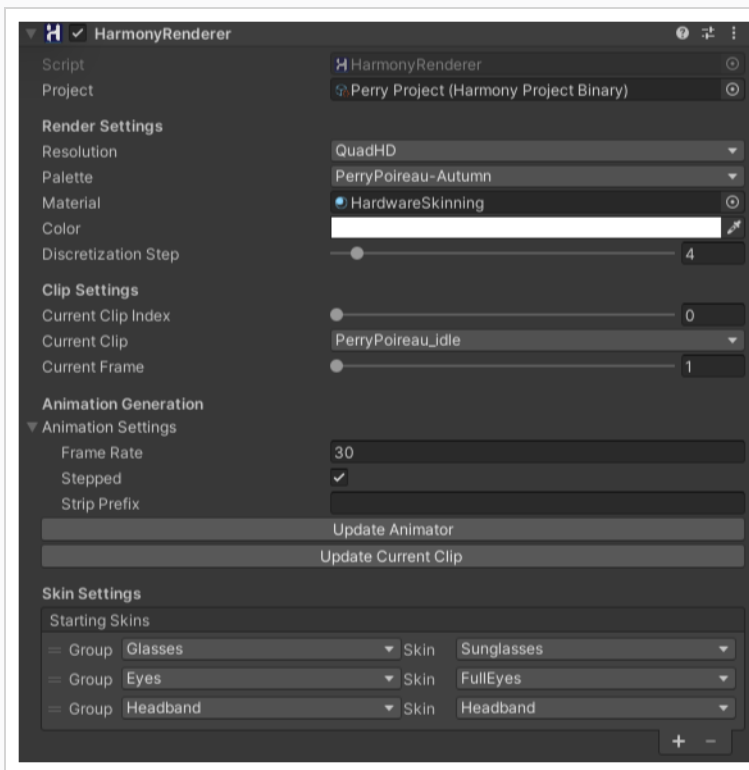 HarmonyRenderer
Script HarmonyRenderer
Project Perry Project (Harmony Project Binary)
Render Settings
Resolution QuadHD
Palette PerryPoireau-Autumn
Material HardwareSkinning
Color
Discretization Step 4
Clip Settings
Current Clip Index 0
Current Clip PerryPoireau_idle
Current Frame 1
Animation Generation
Animation Settings
Frame Rate 30
Stepped
Strip Prefix
Update Animator
Update Current Clip
Skin Settings
Starting Skins
Group Glasses Skin Sunglasses
Group Eyes Skin FullEyes
Group Headband Skin Headband